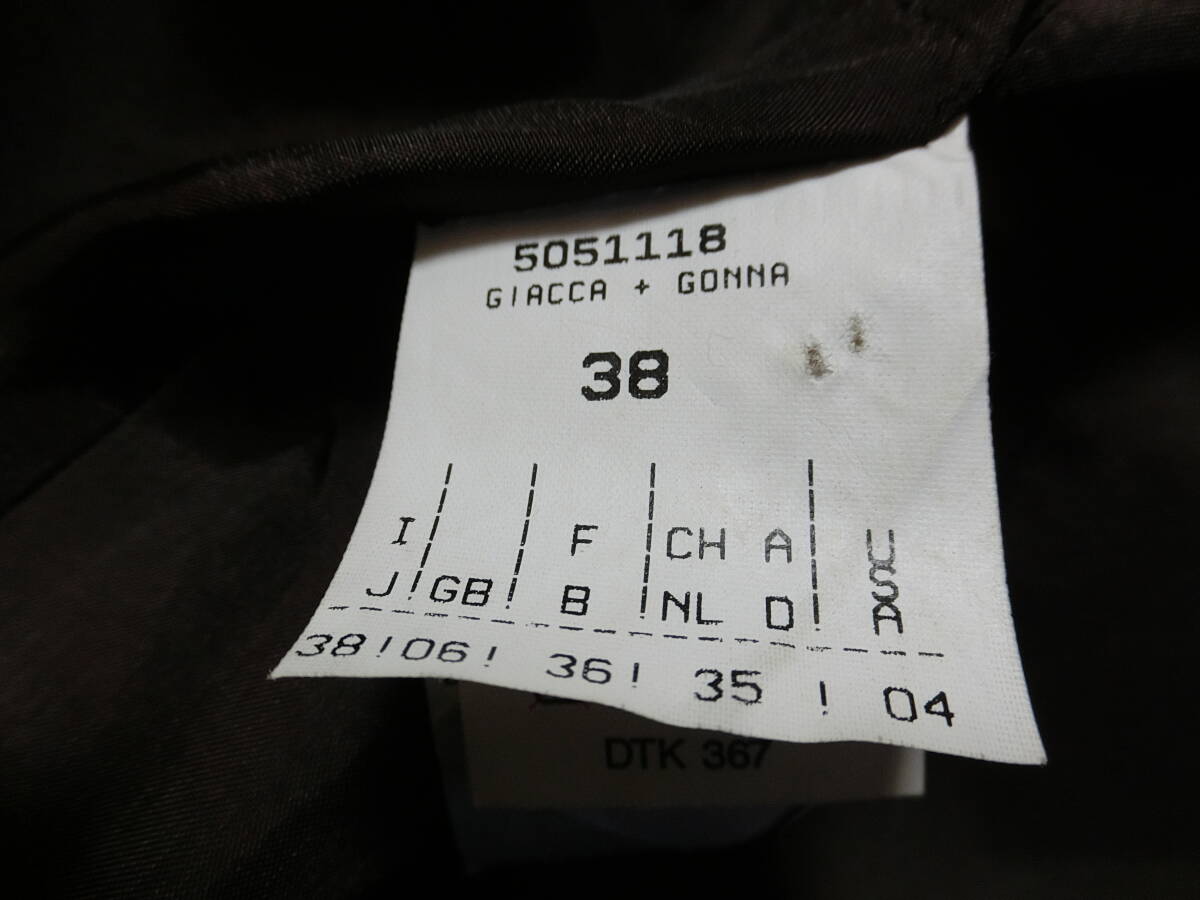 5051118
GIACCA + GONNA
38
I ! ! F ! CH A ! USA
J ! GB ! B ! NL D !
38 ! 06 ! 36 ! 35 ! 04
DTK 367